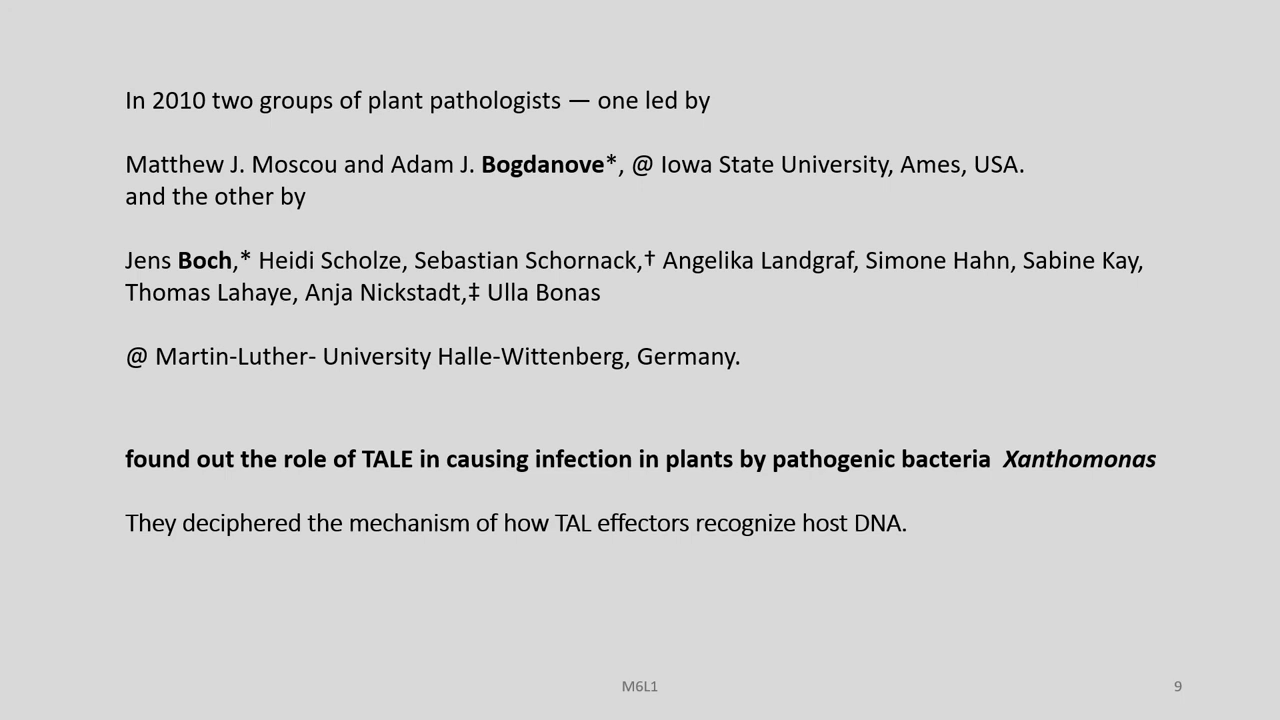 In 2010 two groups of plant pathologists — one led by
Matthew J. Moscou and Adam J. Bogdanove*, @ Iowa State University, Ames, USA.
and the other by
Jens Boch,* Heidi Scholze, Sebastian Schornack,† Angelika Landgraf, Simone Hahn, Sabine Kay,
Thomas Lahaye, Anja Nickstadt,‡ Ulla Bonas
@ Martin-Luther- University Halle-Wittenberg, Germany.
found out the role of TALE in causing infection in plants by pathogenic bacteria Xanthomonas
They deciphered the mechanism of how TAL effectors recognize host DNA.
M6L1
9